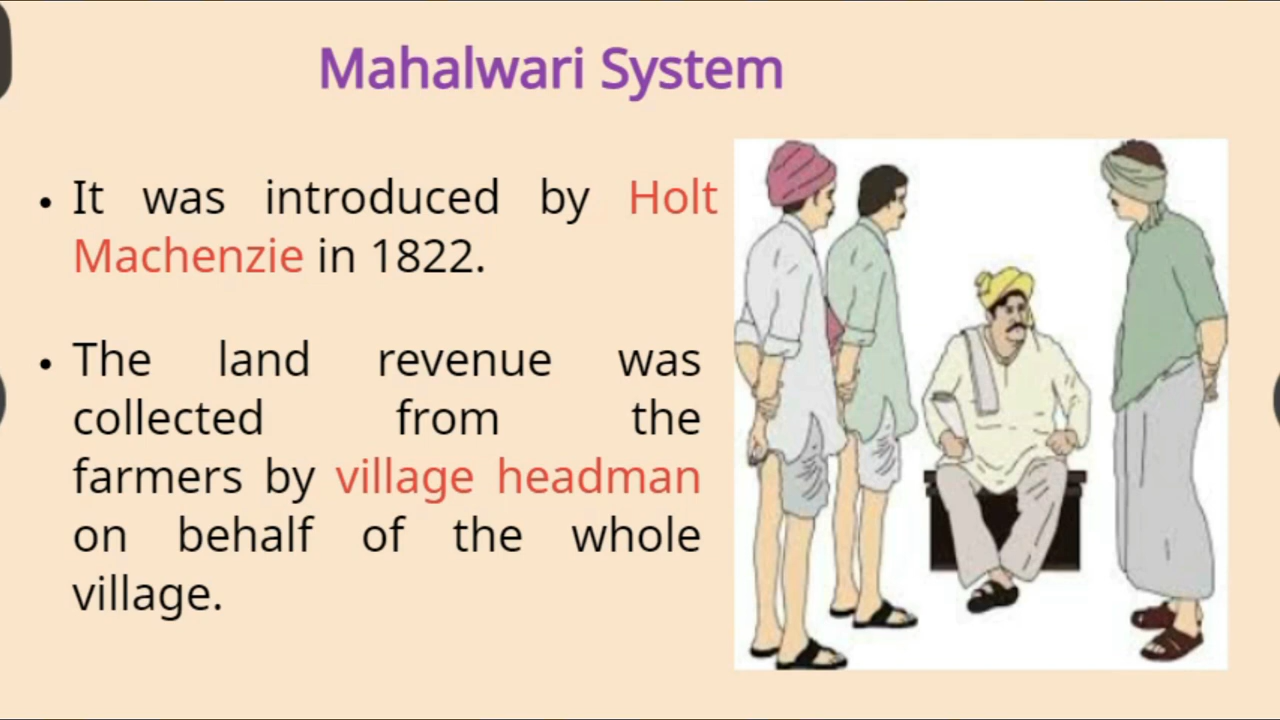 Mahalwari System
• It was introduced by Holt
Machenzie in 1822.
• The land revenue was
collected from the
farmers by village headman
on behalf of the whole
village.